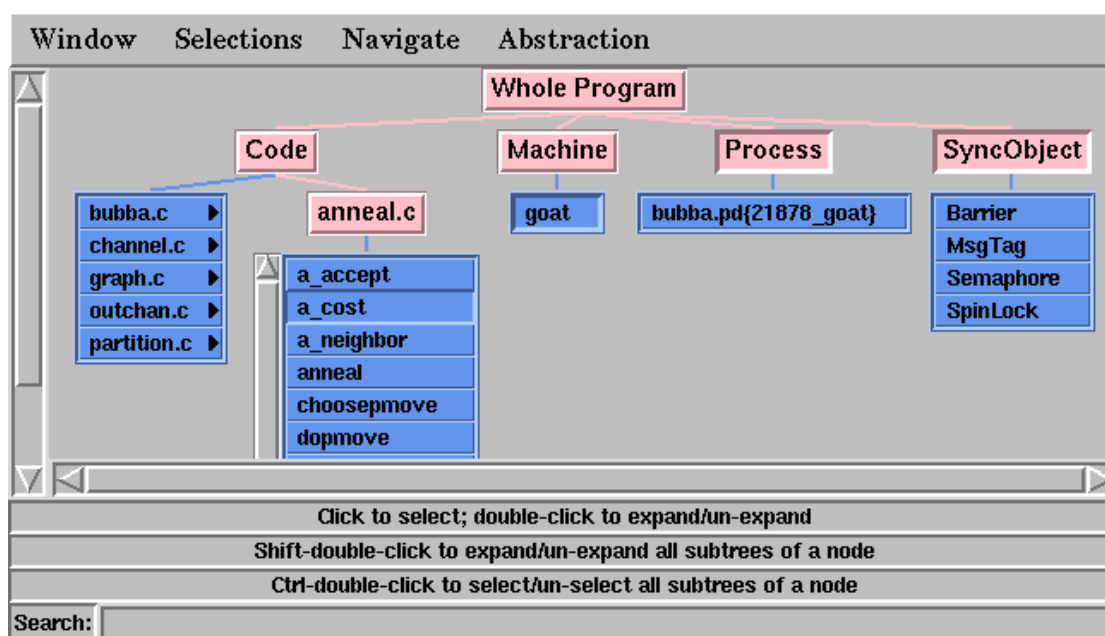 Window Selections Navigate Abstraction
Whole Program
Code Machine Process SyncObject
bubba.c anneal.c goat bubba.pd{21878_goat} Barrier
channel.c MsgTag
graph.c a_accept Semaphore
outchan.c a_cost SpinLock
partition.c a_neighbor
anneal
choosepmove
dopmove
Click to select; double-click to expand/un-expand
Shift-double-click to expand/un-expand all subtrees of a node
Ctrl-double-click to select/un-select all subtrees of a node
Search: